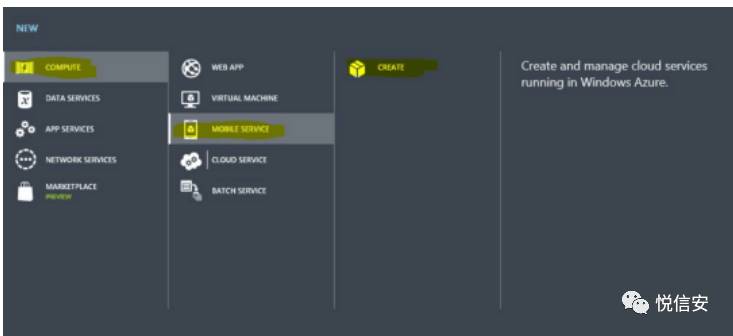 NEW
COMPUTE
DATA SERVICES
APP SERVICES
NETWORK SERVICES
MARKETPLACE
PREVIEW
WEB APP
VIRTUAL MACHINE
MOBILE SERVICE
CLOUD SERVICE
BATCH SERVICE
CREATE
Create and manage cloud services
running in Windows Azure.
悦信安